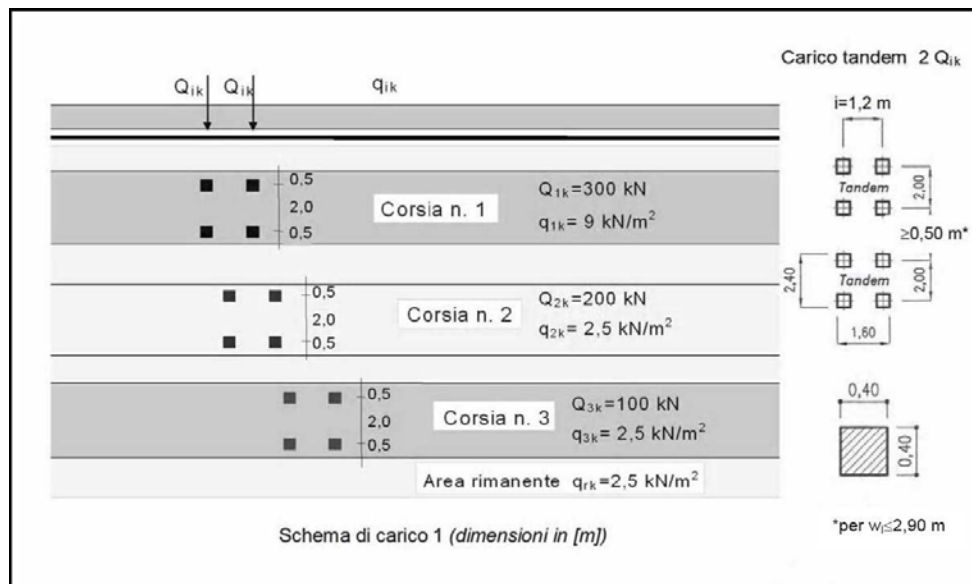 Carico tandem 2 Qik
Qik Qik qik
i=1,2 m
0,5
2,0
0,5
Corsia n. 1
Q1k=300 kN
q1k= 9 kN/m²
Tandem
2,00
≥0,50 m*
0,5
2,0
0,5
Corsia n. 2
Q2k=200 kN
q2k= 2,5 kN/m²
2,40
Tandem
2,00
1,60
0,5
2,0
0,5
Corsia n. 3
Q3k=100 kN
q3k= 2,5 kN/m²
0,40
0,40
Area rimanente qrk=2,5 kN/m²
*per wl≤2,90 m
Schema di carico 1 (dimensioni in [m])